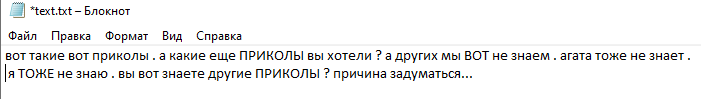 *text.txt – Блокнот
Файл Правка Формат Вид Справка
вот такие вот приколы . а какие еще ПРИКОЛЫ вы хотели ? а других мы ВОТ не знаем . агата тоже не знает .
я ТОЖЕ не знаю . вы вот знаете другие ПРИКОЛЫ ? причина задуматься...